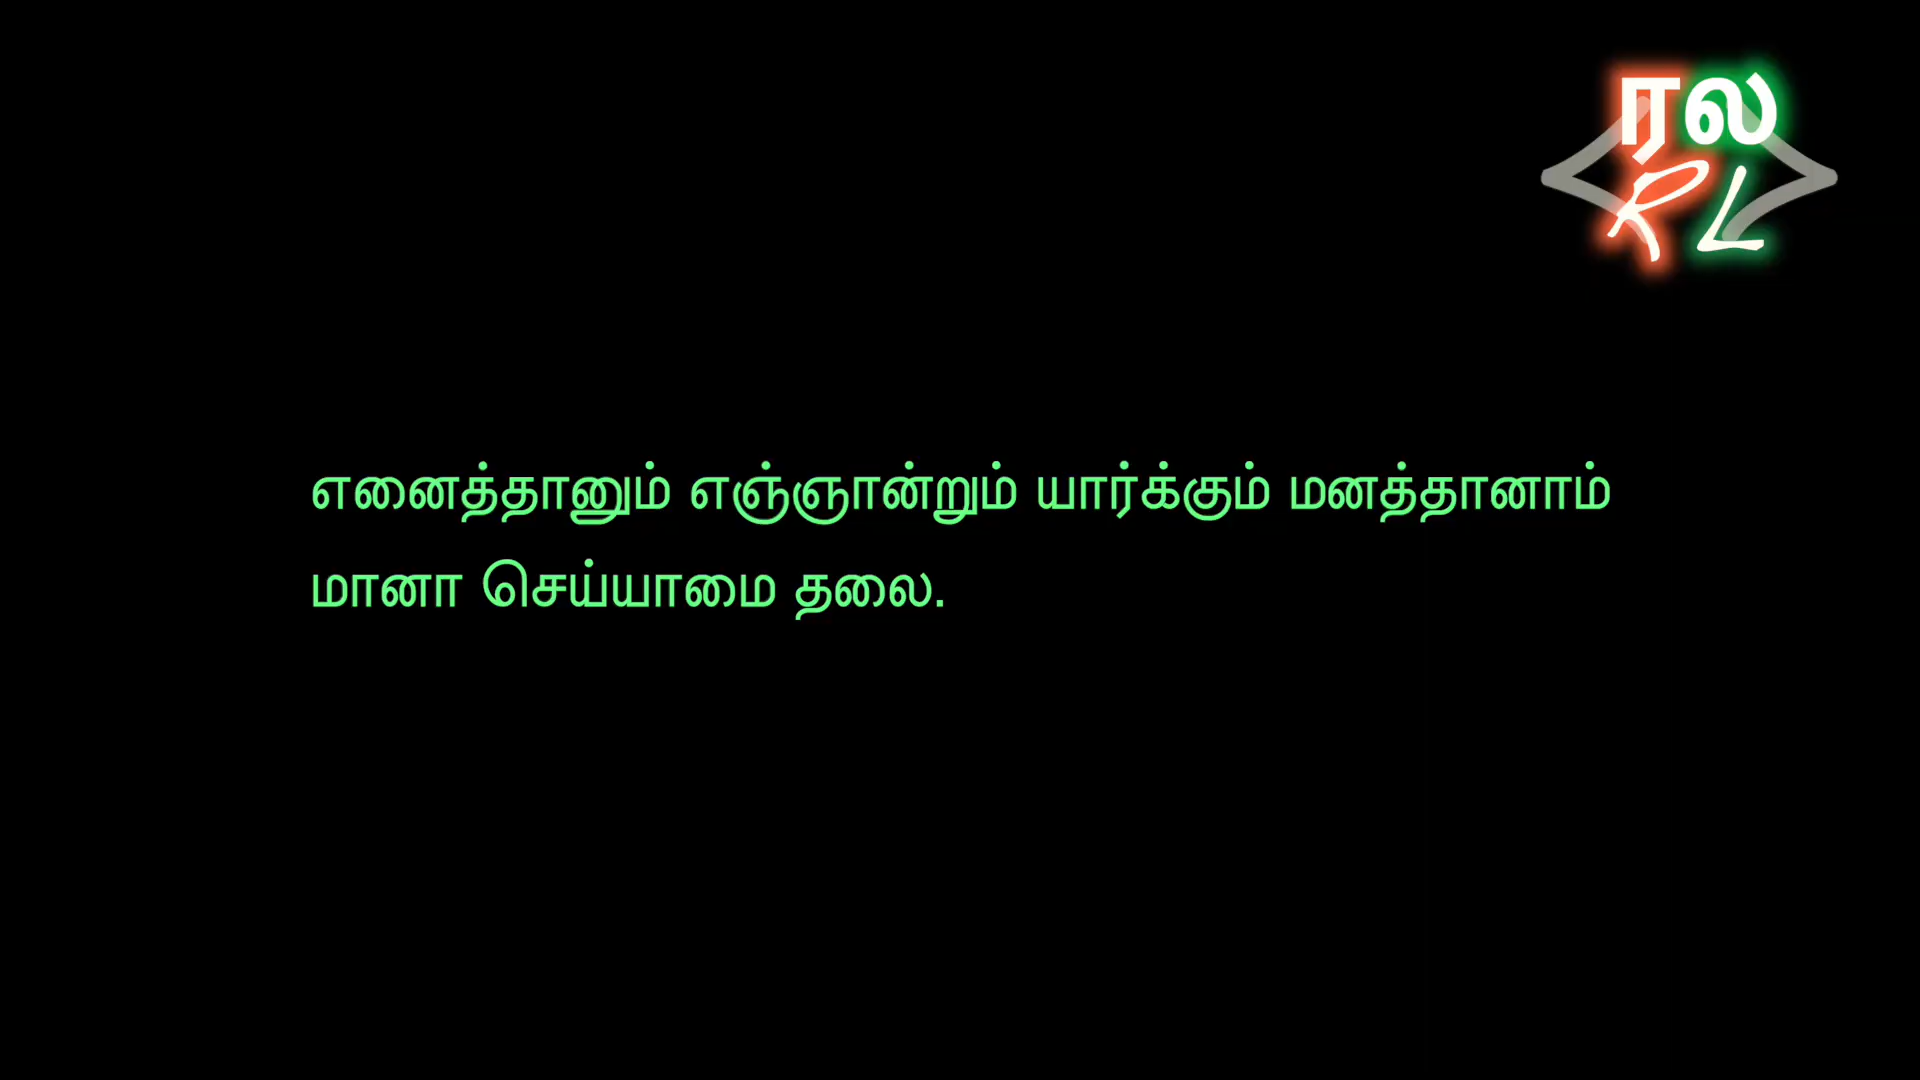 ரல
RL
எனைத்தானும் எஞ்ஞான்றும் யார்க்கும் மனத்தானாம்
மானா செய்யாமை தலை.